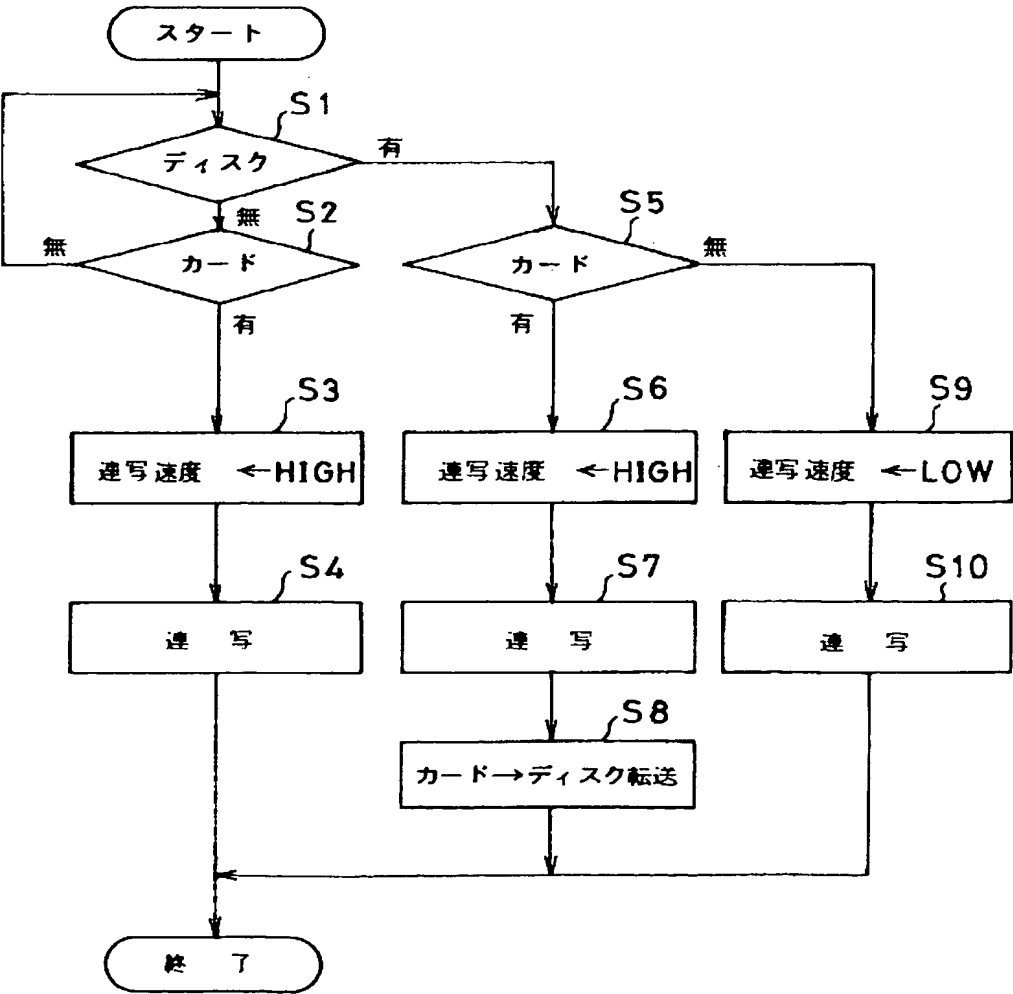 スタート
S1
ディスク
有
無
S2
カード
無
有
S5
カード
無
有
S3
連写速度 ←HIGH
S6
連写速度 ←HIGH
S9
連写速度 ←LOW
S4
連 写
S7
連 写
S10
連 写
S8
カード→ディスク転送
終 了